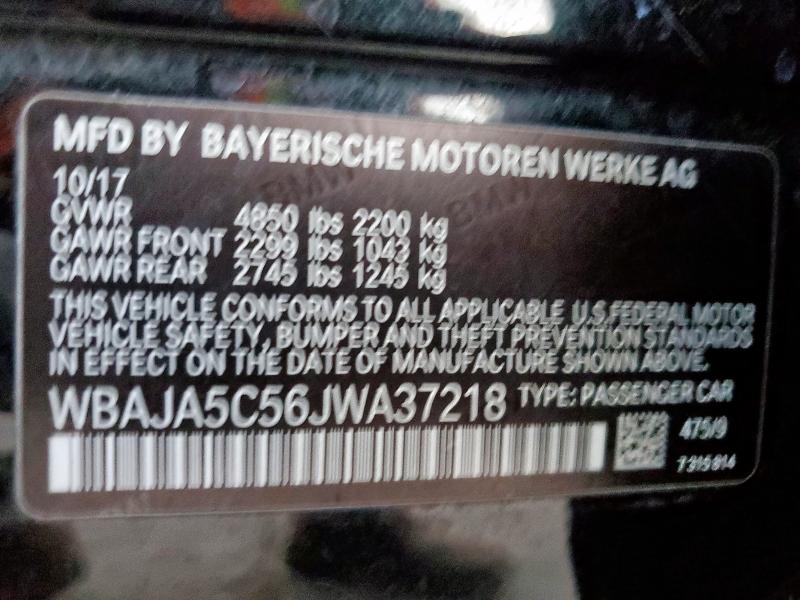 MFD BY BAYERISCHE MOTOREN WERKE AG
10/17
GVWR 4850 lbs 2200 kg
GAWR FRONT 2299 lbs 1043 kg
GAWR REAR 2745 lbs 1245 kg
THIS VEHICLE CONFORMS TO ALL APPLICABLE U.S.FEDERAL MOTOR
VEHICLE SAFETY, BUMPER AND THEFT PREVENTION STANDARDS
IN EFFECT ON THE DATE OF MANUFACTURE SHOWN ABOVE.
WBAJA5C56JWA37218 TYPE: PASSENGER CAR
475/9
7315814